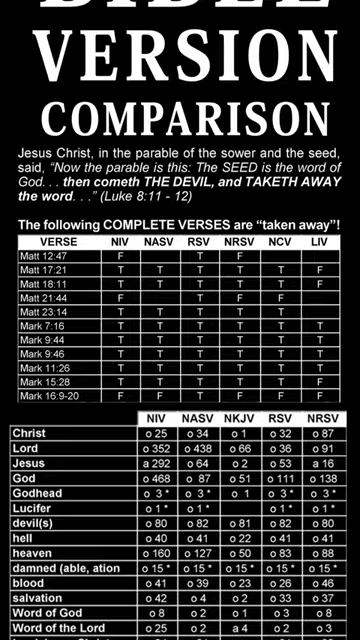 BIBLE
VERSION
COMPARISON
Jesus Christ, in the parable of the sower and the seed,
said, “Now the parable is this: The SEED is the word of
God. . . then cometh THE DEVIL, and TAKETH AWAY
the word. . .” (Luke 8:11 - 12)
The following COMPLETE VERSES are “taken away”!
VERSE NIV NASV RSV NRSV NCV LIV
Matt 12:47 F T F
Matt 17:21 T T T T T F
Matt 18:11 T T T T T F
Matt 21:44 F T F F
Matt 23:14 T T T T T
Mark 7:16 T T T T T T
Mark 9:44 T T T T T T
Mark 9:46 T T T T T T
Mark 11:26 T T T T T T
Mark 15:28 T T T T T F
Mark 16:9-20 F F F F F F
NIV NASV NKJV RSV NRSV
Christ o 25 o 34 o 1 o 32 o 87
Lord o 352 o 438 o 66 o 36 o 91
Jesus a 292 o 64 o 2 o 53 a 16
God o 468 o 87 o 51 o 111 o 138
Godhead o 3 * o 3 * o 1 o 3 * o 3 *
Lucifer o 1 * o 1 * o 1 * o 1 *
devil(s) o 80 o 82 o 81 o 82 o 80
hell o 40 o 41 o 22 o 41 o 41
heaven o 160 o 127 o 50 o 83 o 88
damned (able, ation o 15 * o 15 * o 15 * o 15 * o 15 *
blood o 41 o 39 o 23 o 26 o 46
salvation o 42 o 4 o 2 o 33 o 37
Word of God o 8 o 2 o 1 o 3 o 8
Word of the Lord o 25 o 2 a 4 o 2 o 3